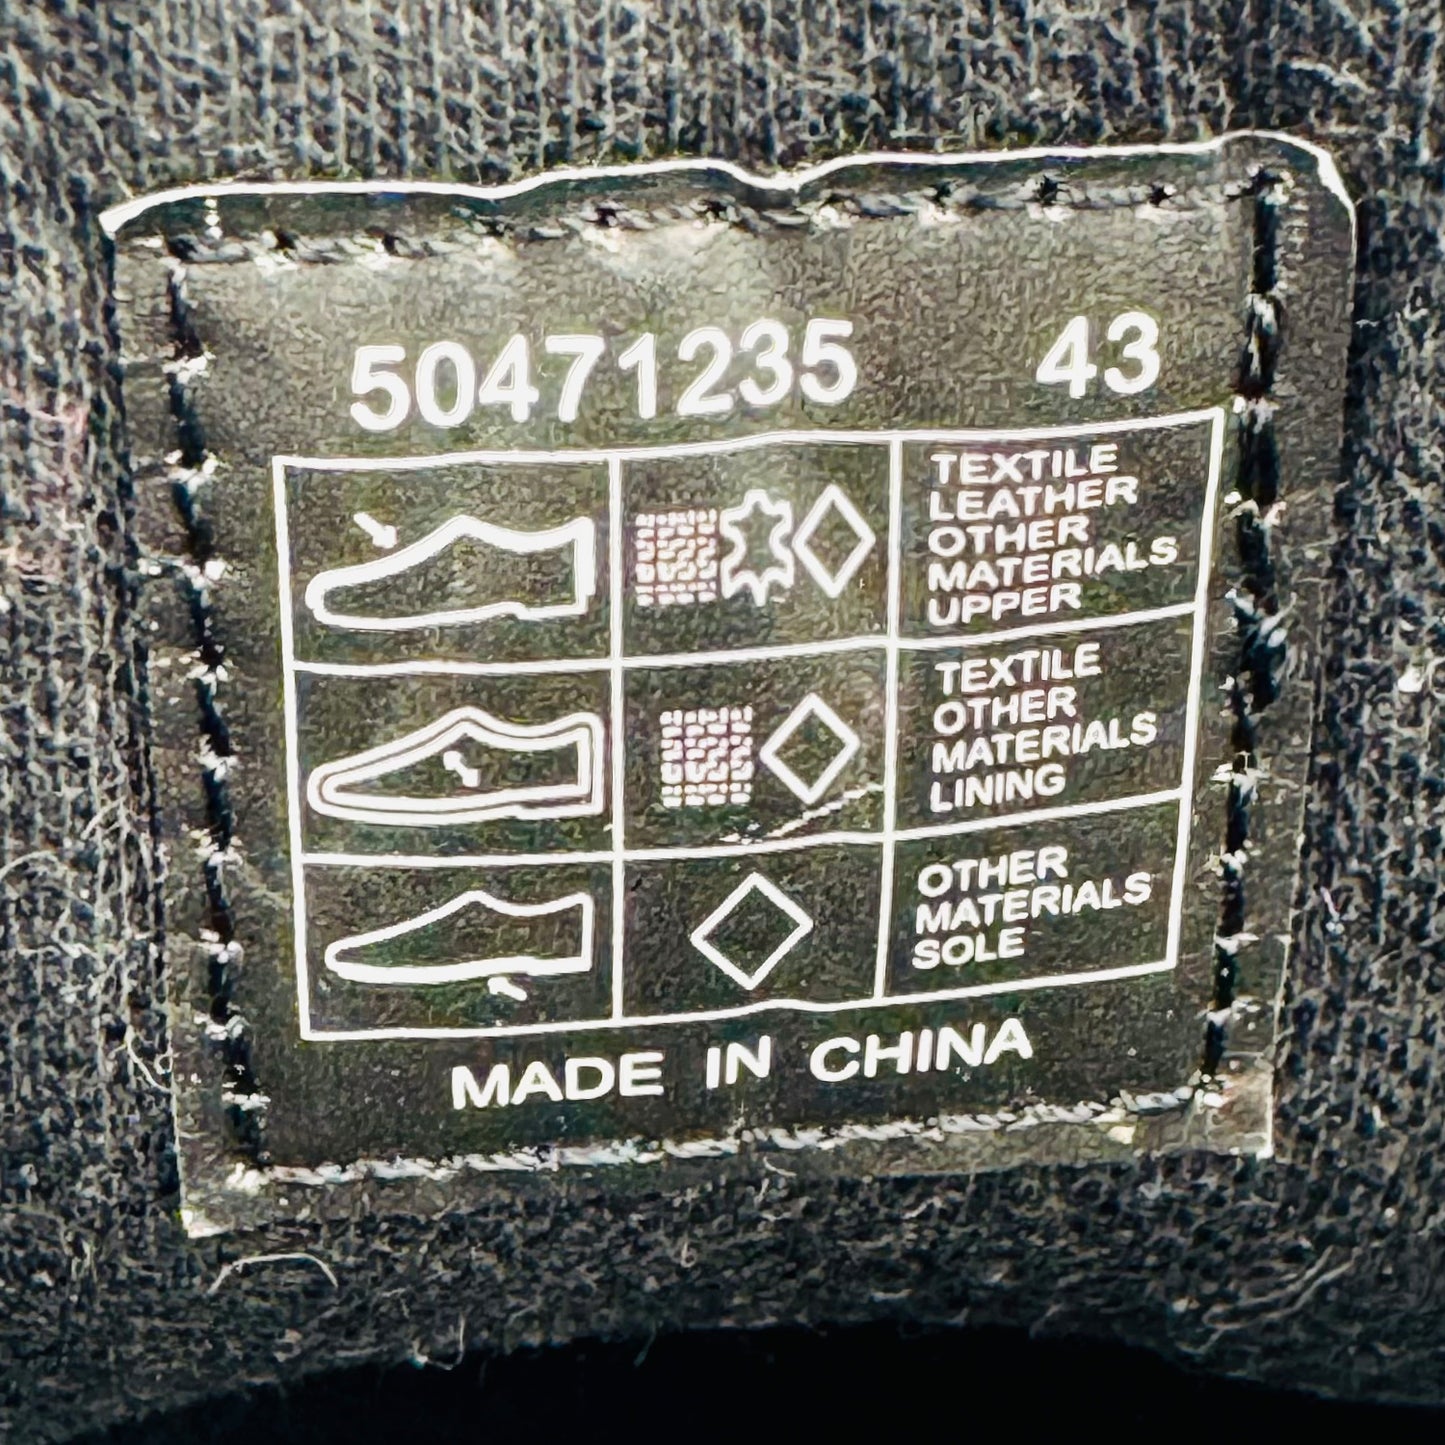 50471235 43
TEXTILE
LEATHER
OTHER
MATERIALS
UPPER
TEXTILE
OTHER
MATERIALS
LINING
OTHER
MATERIALS
SOLE
MADE IN CHINA